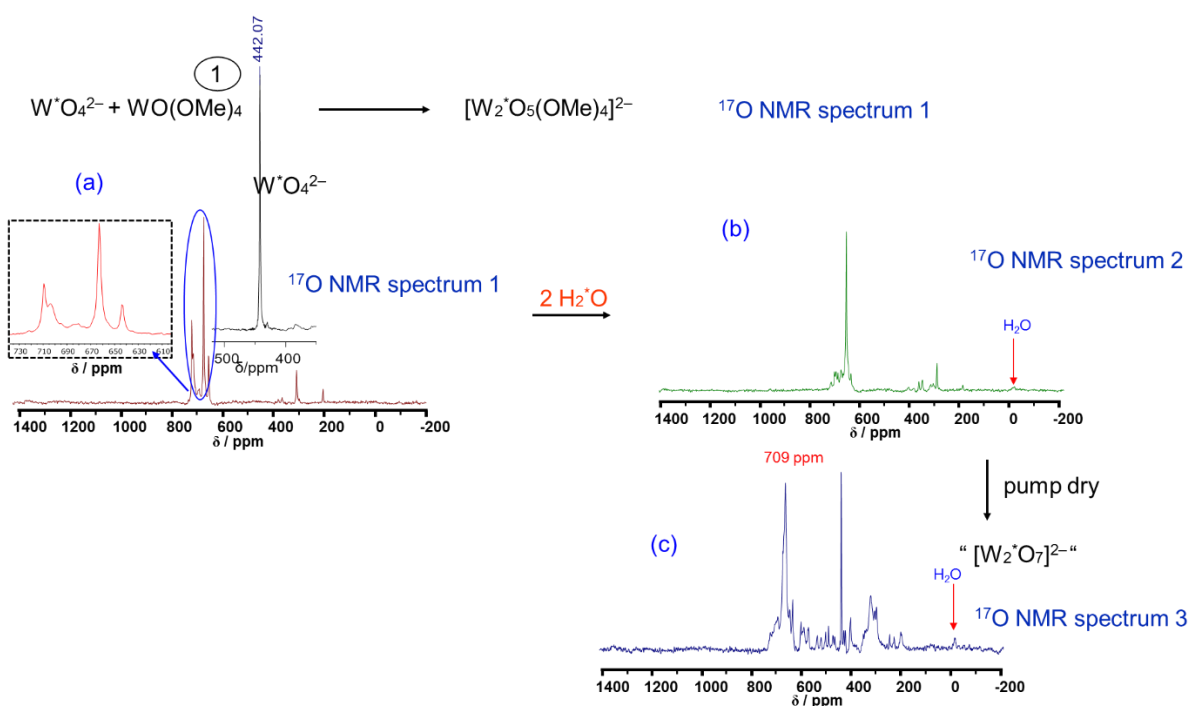 442.07
1
W*O₄²⁻ + WO(OMe)₄
[W₂*O₅(OMe)₄]²⁻
¹⁷O NMR spectrum 1
(a)
W*O₄²⁻
730 710 690 670 650 630 610
δ / ppm
¹⁷O NMR spectrum 1
500 400
δ/ppm
1400 1200 1000 800 600 400 200 0 -200
δ / ppm
2 H₂*O
(b)
¹⁷O NMR spectrum 2
H₂O
1400 1200 1000 800 600 400 200 0 -200
δ / ppm
pump dry
709 ppm
(c)
“ [W₂*O₇]²⁻“
H₂O
¹⁷O NMR spectrum 3
1400 1200 1000 800 600 400 200 0 -200
δ / ppm